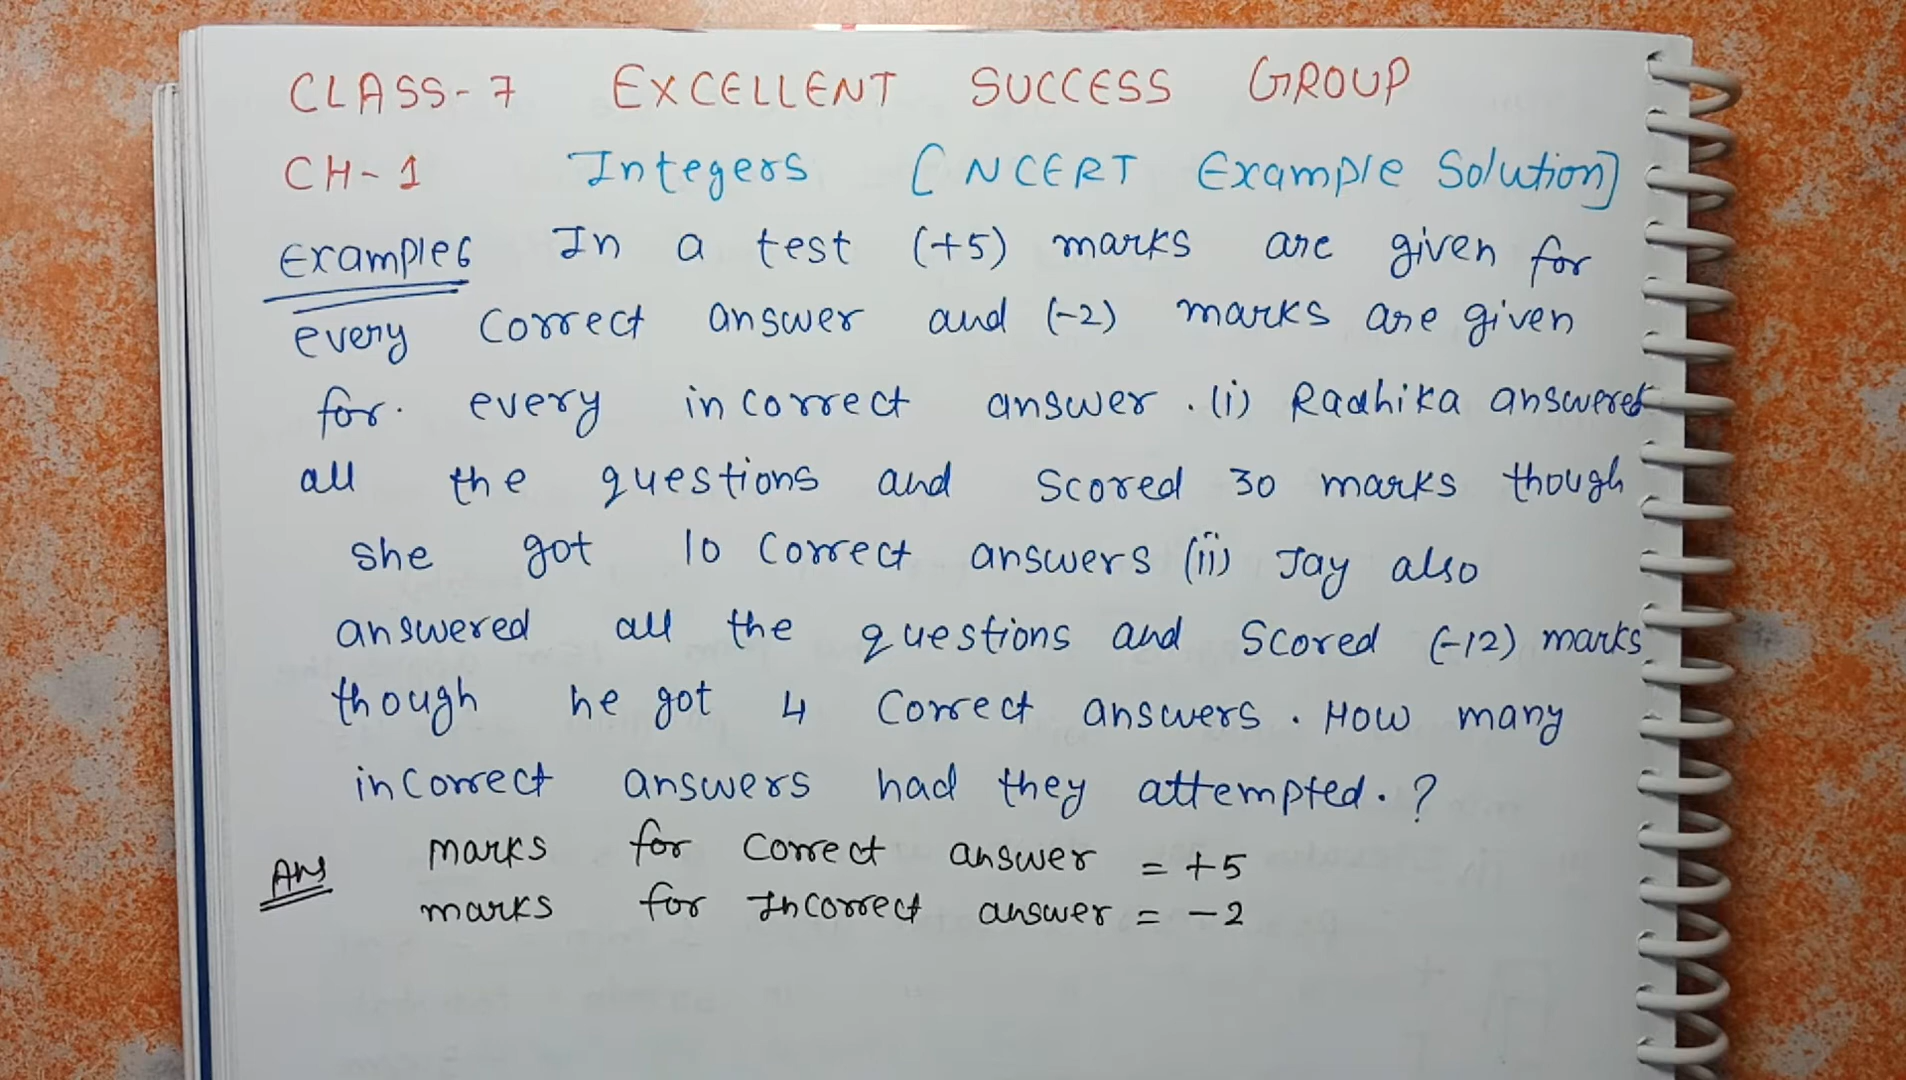 CLASS-7 EXCELLENT SUCCESS GROUP
CH-1 Integers [NCERT Example Solution]
Example6 In a test (+5) marks are given for
every correct answer and (-2) marks are given
for. every incorrect answer. (i) Radhika answered
all the questions and scored 30 marks though
she got 10 correct answers (ii) Jay also
answered all the questions and scored (-12) marks
though he got 4 correct answers. How many
incorrect answers had they attempted.?
Ans marks for correct answer = +5
marks for Incorrect answer = -2